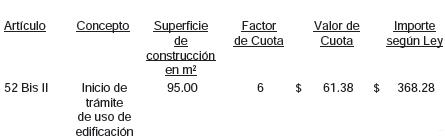 Artículo Concepto Superficie de construcción en m² Factor de Cuota Valor de Cuota Importe según Ley
52 Bis II Inicio de trámite de uso de edificación 95.00 6 $ 61.38 $ 368.28